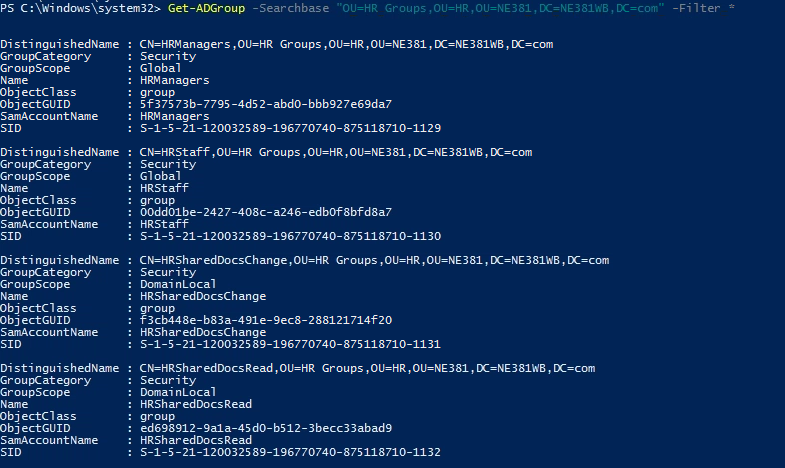 PS C:\Windows\system32> Get-ADGroup -Searchbase "OU=HR Groups,OU=HR,OU=NE381,DC=NE381WB,DC=com" -Filter *
DistinguishedName : CN=HRManagers,OU=HR Groups,OU=HR,OU=NE381,DC=NE381WB,DC=com
GroupCategory : Security
GroupScope : Global
Name : HRManagers
ObjectClass : group
ObjectGUID : 5f37573b-7795-4d52-abd0-bbb927e69da7
SamAccountName : HRManagers
SID : S-1-5-21-120032589-196770740-875118710-1129
DistinguishedName : CN=HRStaff,OU=HR Groups,OU=HR,OU=NE381,DC=NE381WB,DC=com
GroupCategory : Security
GroupScope : Global
Name : HRStaff
ObjectClass : group
ObjectGUID : 00dd01be-2427-408c-a246-edb0f8bfd8a7
SamAccountName : HRStaff
SID : S-1-5-21-120032589-196770740-875118710-1130
DistinguishedName : CN=HRSharedDocsChange,OU=HR Groups,OU=HR,OU=NE381,DC=NE381WB,DC=com
GroupCategory : Security
GroupScope : DomainLocal
Name : HRSharedDocsChange
ObjectClass : group
ObjectGUID : f3cb448e-b83a-491e-9ec8-288121714f20
SamAccountName : HRSharedDocsChange
SID : S-1-5-21-120032589-196770740-875118710-1131
DistinguishedName : CN=HRSharedDocsRead,OU=HR Groups,OU=HR,OU=NE381,DC=NE381WB,DC=com
GroupCategory : Security
GroupScope : DomainLocal
Name : HRSharedDocsRead
ObjectClass : group
ObjectGUID : ed698912-9a1a-45d0-b512-3becc33abad9
SamAccountName : HRSharedDocsRead
SID : S-1-5-21-120032589-196770740-875118710-1132